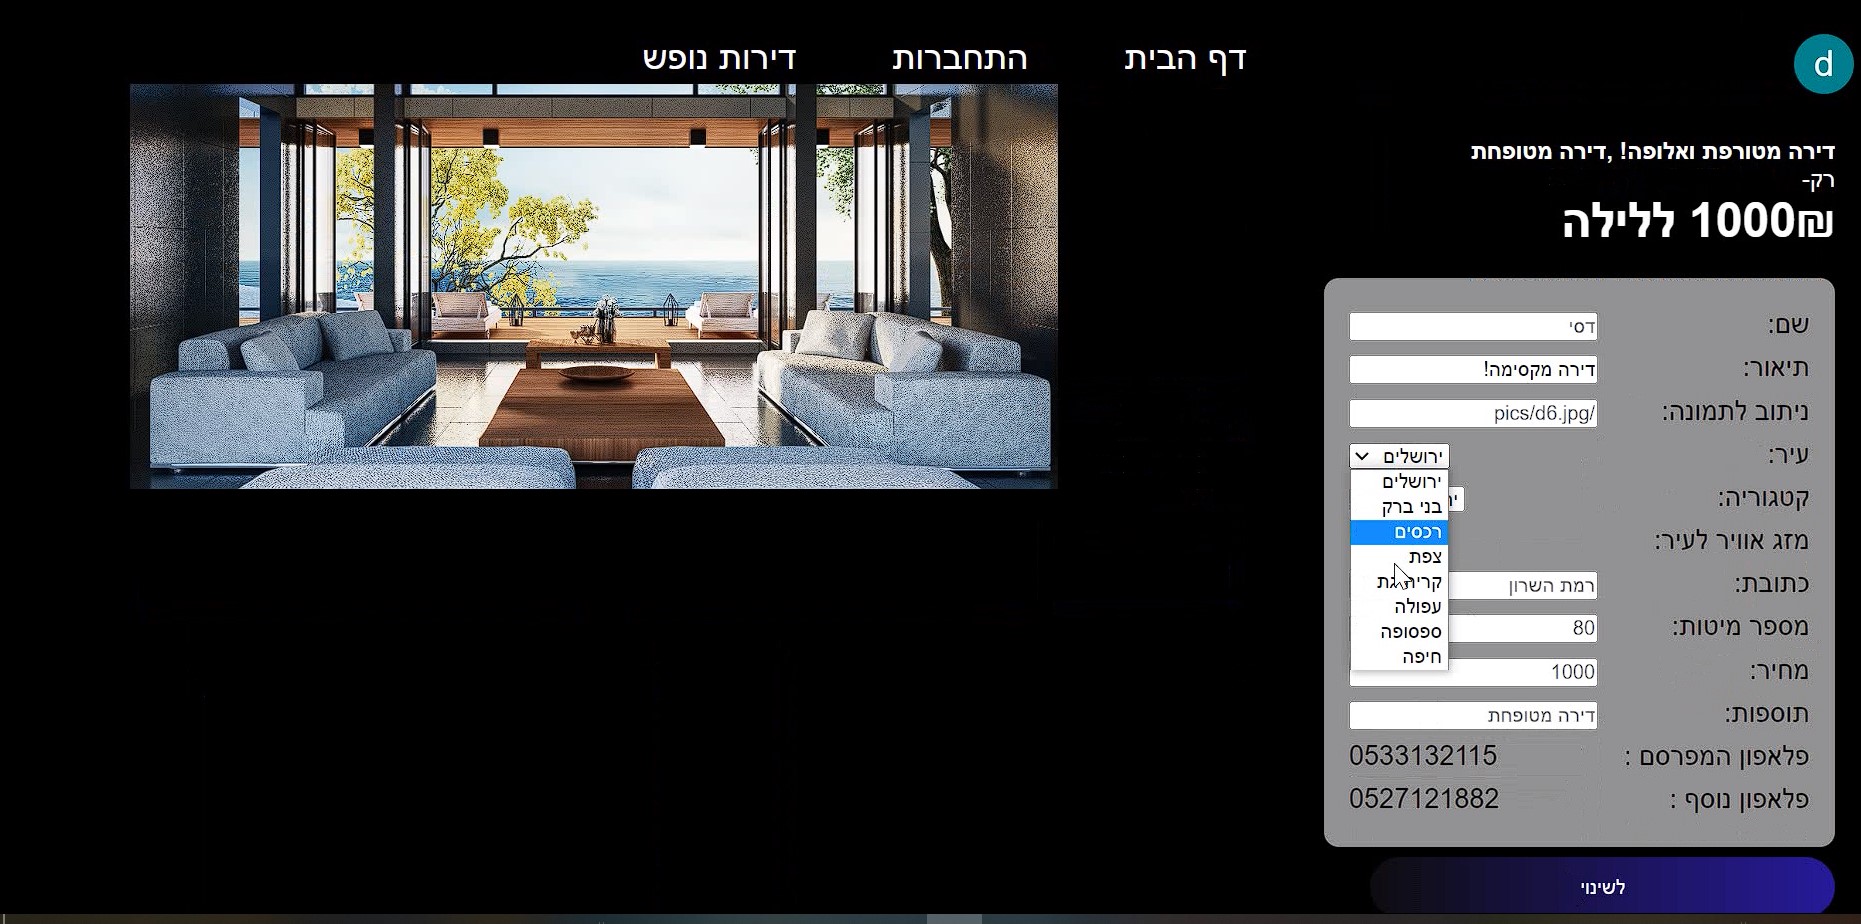 דף הבית
התחברות
דירות נופש
d
דירה מטורפת ואלופה! ,דירה מטופחת
רק-
₪1000 ללילה
שם:
דסי
תיאור:
דירה מקסימה!
ניתוב לתמונה:
pics/d6.jpg/
עיר:
ירושלים
ירושלים
בני ברק
רכסים
צפת
קרית גת
עפולה
ספסופה
חיפה
קטגוריה:
מזג אוויר לעיר:
כתובת:
רמת השרון
מספר מיטות:
80
מחיר:
1000
תוספות:
דירה מטופחת
פלאפון המפרסם :
0533132115
פלאפון נוסף :
0527121882
לשינוי